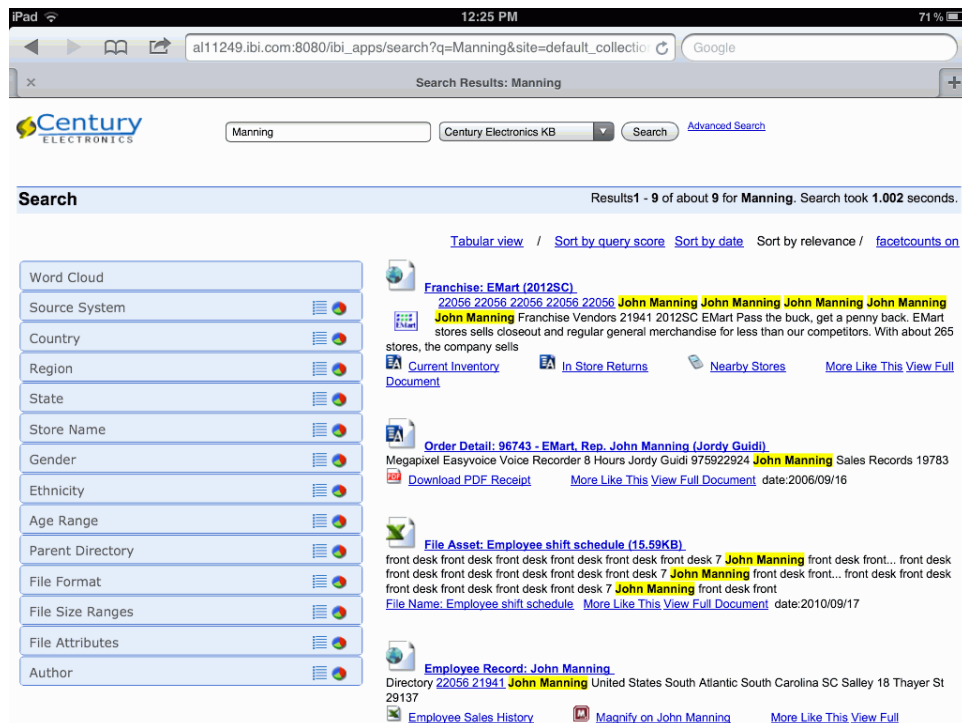 iPad 12:25 PM 71 %
al11249.ibi.com:8080/ibi_apps/search?q=Manning&site=default_collectio Google
Search Results: Manning
Century
ELECTRONICS
Manning Century Electronics KB Search Advanced Search
Search Results1 - 9 of about 9 for Manning. Search took 1.002 seconds.
Tabular view / Sort by query score Sort by date Sort by relevance / facetcounts on
Word Cloud
Source System
Country
Region
State
Store Name
Gender
Ethnicity
Age Range
Parent Directory
File Format
File Size Ranges
File Attributes
Author
Franchise: EMart (2012SC)
22056 22056 22056 22056 22056 John Manning John Manning John Manning John Manning
EMart
John Manning Franchise Vendors 21941 2012SC EMart Pass the buck, get a penny back. EMart
stores sells closeout and regular general merchandise for less than our competitors. With about 265
stores, the company sells
Current Inventory In Store Returns Nearby Stores More Like This View Full
Document
Order Detail: 96743 - EMart, Rep. John Manning (Jordy Guidi)
Megapixel Easyvoice Voice Recorder 8 Hours Jordy Guidi 975922924 John Manning Sales Records 19783
Download PDF Receipt More Like This View Full Document date:2006/09/16
File Asset: Employee shift schedule (15.59KB)
front desk front desk front desk front desk front desk front desk 7 John Manning front desk front... front desk
front desk front desk front desk front desk front desk 7 John Manning front desk front... front desk front desk
front desk front desk front desk front desk 7 John Manning front desk front
File Name: Employee shift schedule More Like This View Full Document date:2010/09/17
Employee Record: John Manning
Directory 22056 21941 John Manning United States South Atlantic South Carolina SC Salley 18 Thayer St
29137
Employee Sales History Magnify on John Manning More Like This View Full